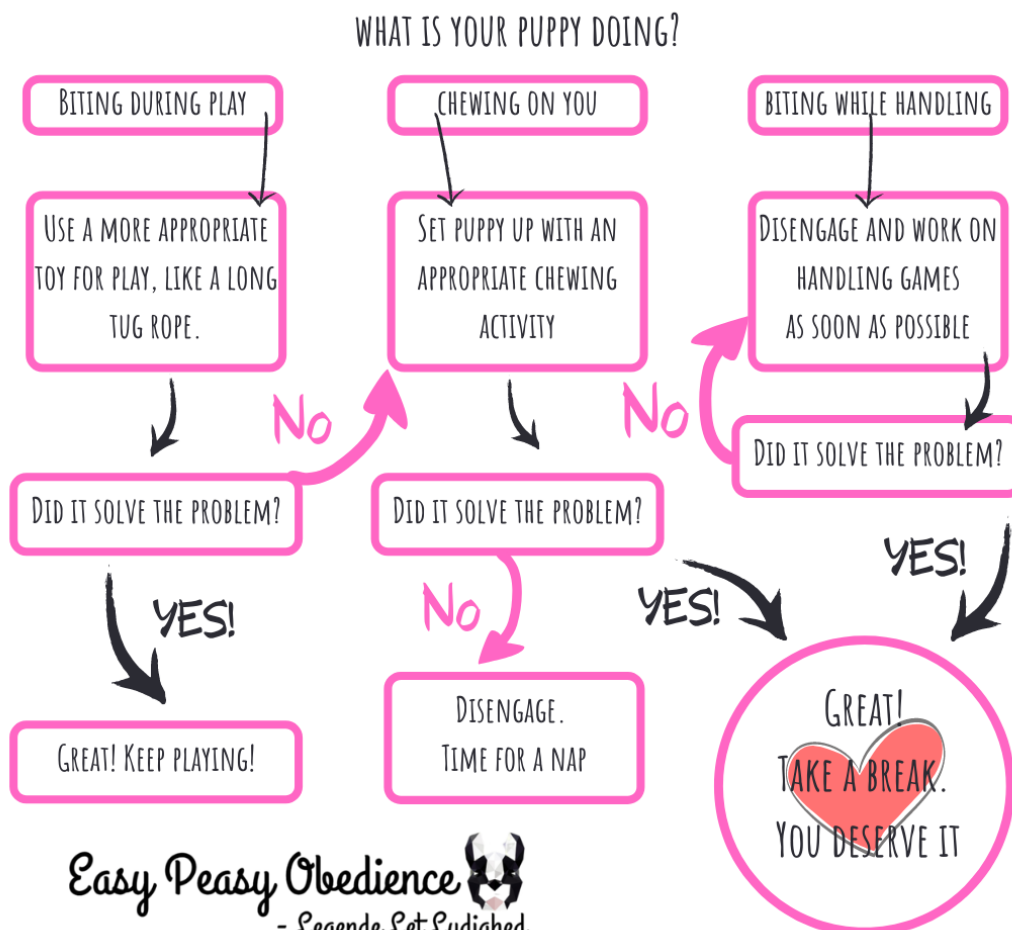 WHAT IS YOUR PUPPY DOING?
BITING DURING PLAY
USE A MORE APPROPRIATE
TOY FOR PLAY, LIKE A LONG
TUG ROPE.
DID IT SOLVE THE PROBLEM?
NO
YES!
GREAT! KEEP PLAYING!
CHEWING ON YOU
SET PUPPY UP WITH AN
APPROPRIATE CHEWING
ACTIVITY
DID IT SOLVE THE PROBLEM?
NO
YES!
DISENGAGE.
TIME FOR A NAP
BITING WHILE HANDLING
DISENGAGE AND WORK ON
HANDLING GAMES
AS SOON AS POSSIBLE
NO
DID IT SOLVE THE PROBLEM?
YES!
GREAT!
TAKE A BREAK.
YOU DESERVE IT
Easy Peasy Obedience
- Legende Let Lydighed